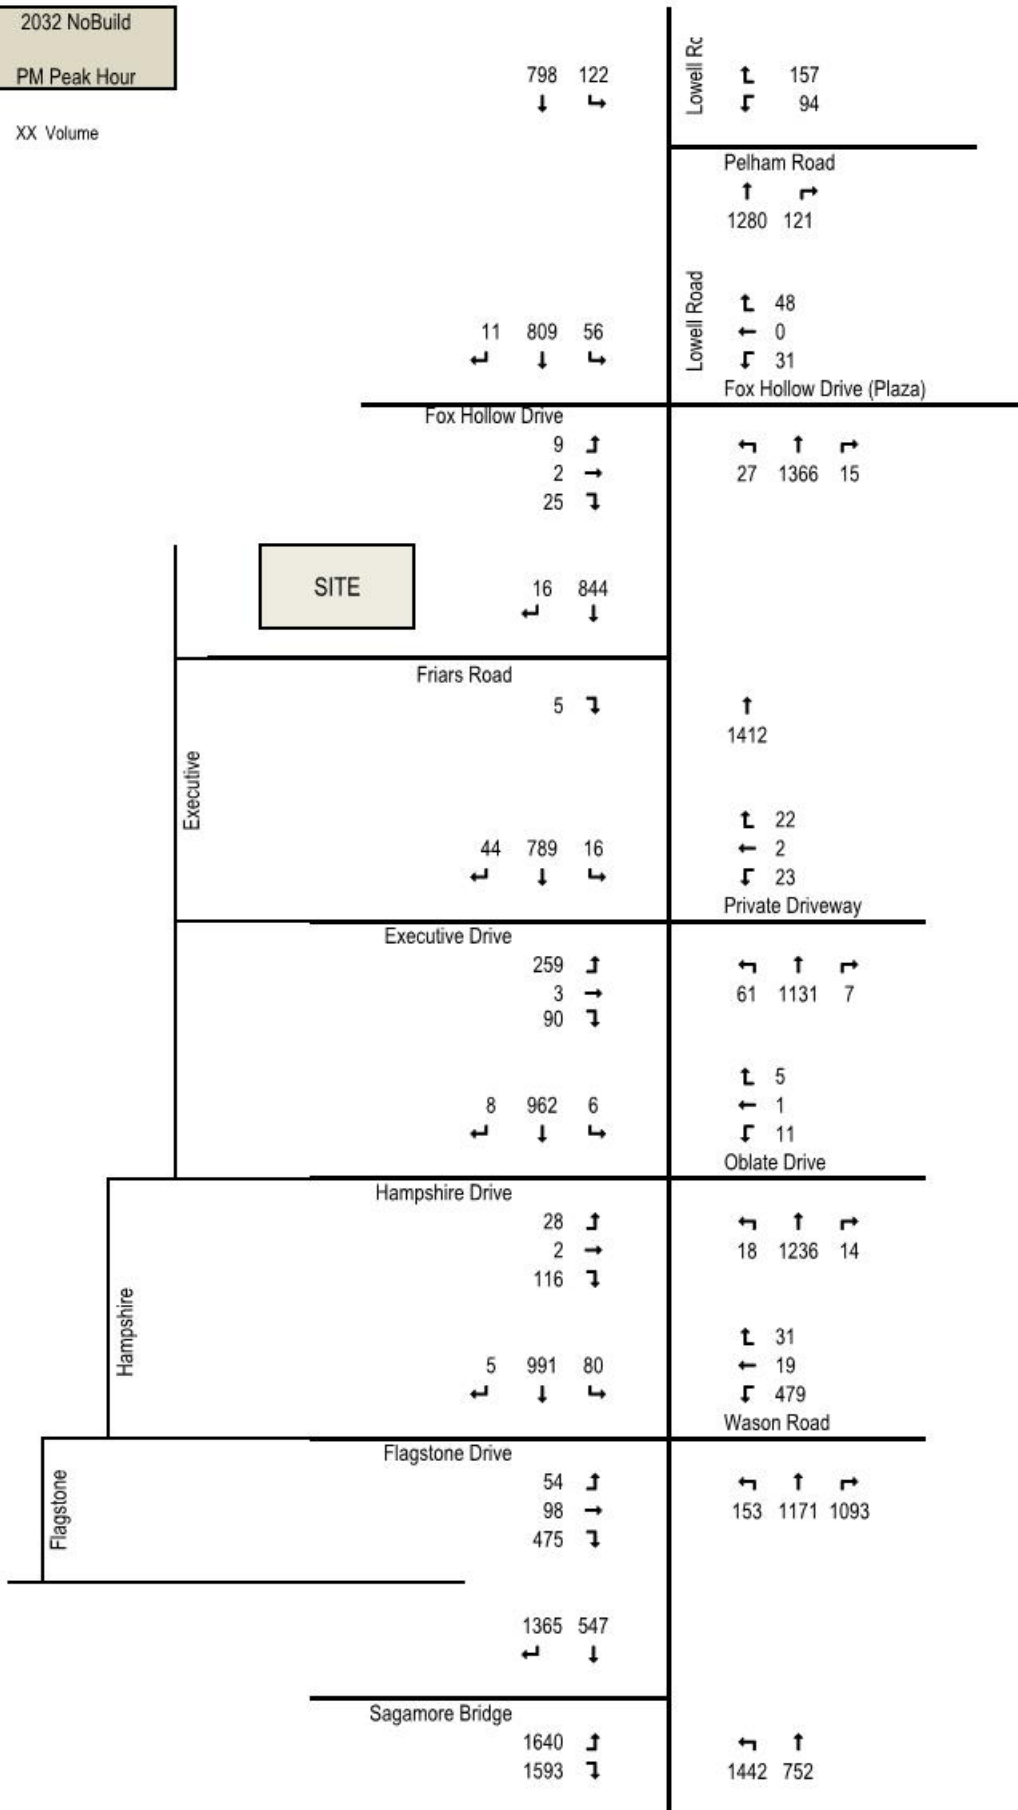 2032 NoBuild
PM Peak Hour
XX Volume
798 122
Lowell Rc
157
94
Pelham Road
1280 121
Lowell Road
48
11 809 56
0
31
Fox Hollow Drive (Plaza)
Fox Hollow Drive
9
2
25
27 1366 15
SITE
16 844
Friars Road
5
1412
Executive
22
44 789 16
2
23
Private Driveway
Executive Drive
259
3
90
61 1131 7
5
8 962 6
1
11
Oblate Drive
Hampshire Drive
28
2
116
18 1236 14
Hampshire
31
5 991 80
19
479
Wason Road
Flagstone Drive
54
98
475
153 1171 1093
Flagstone
1365 547
Sagamore Bridge
1640
1593
1442 752